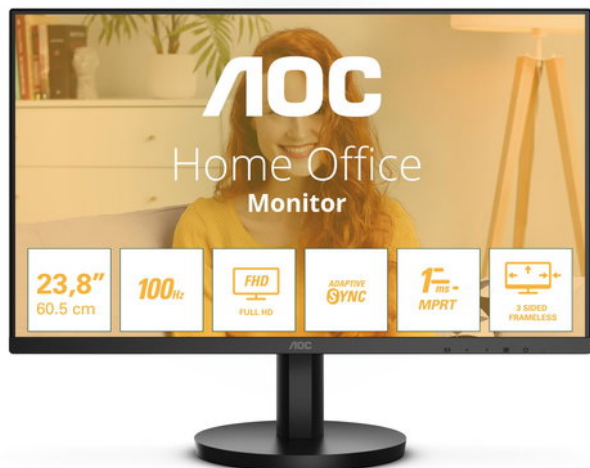 AOC
Home Office
Monitor
23,8”
60.5 cm
100Hz
FHD
FULL HD
ADAPTIVE
SYNC
1ms
MPRT
3 SIDED
FRAMELESS
AOC